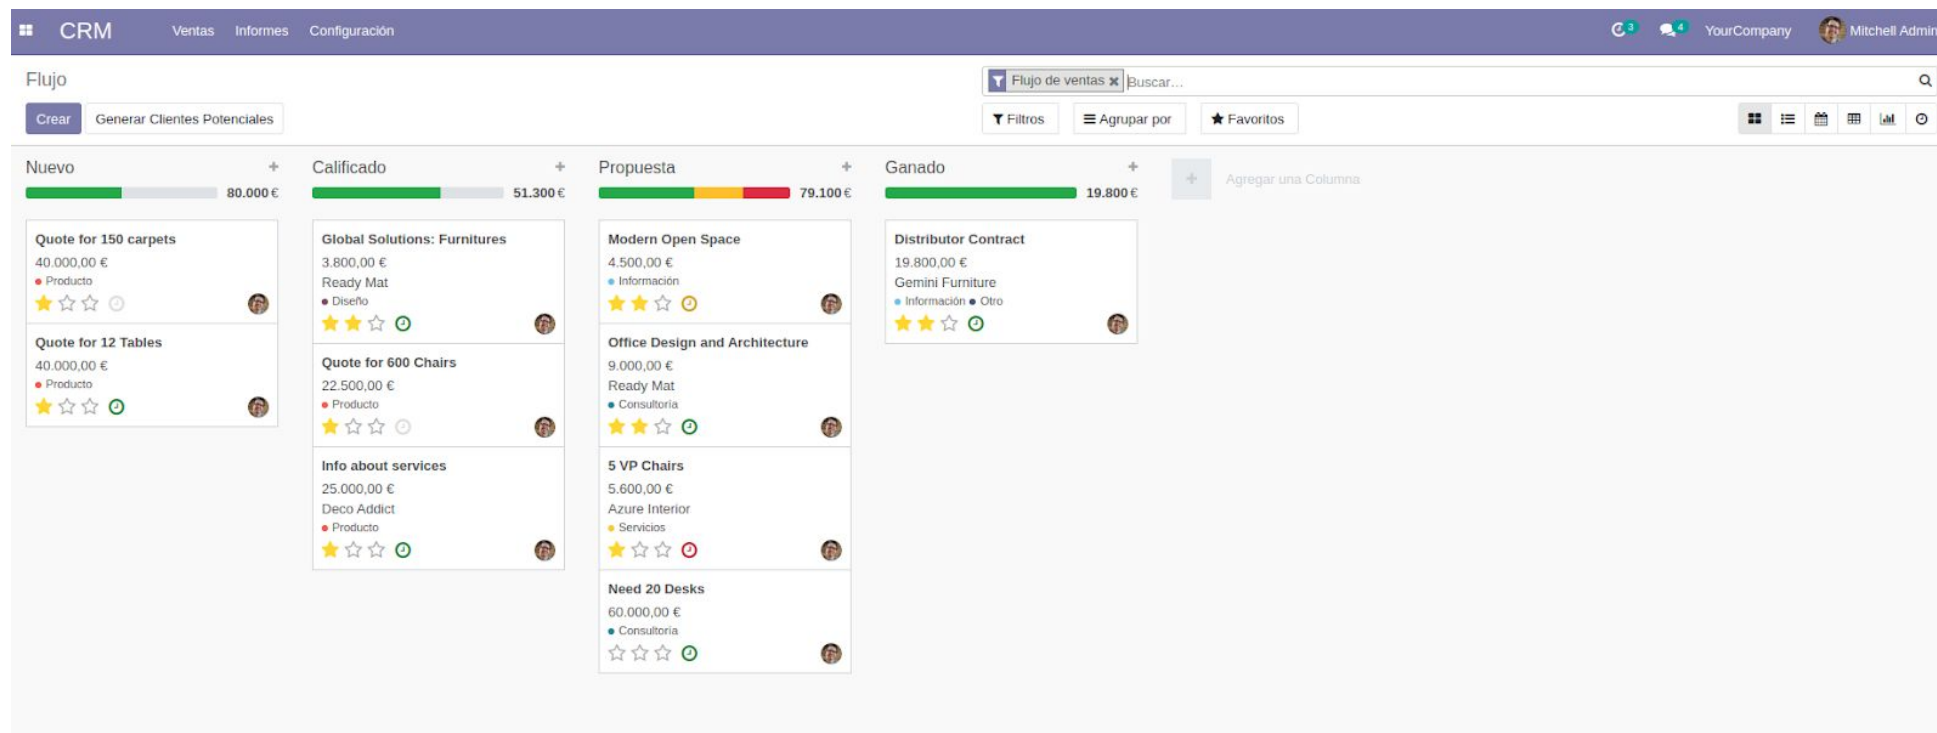 CRM Ventas Informes Configuración 3 4 YourCompany Mitchell Admin
Flujo
Flujo de ventas ✖ Buscar...
Crear Generar Clientes Potenciales
Filtros Agrupar por Favoritos
Nuevo +
80.000 €
Quote for 150 carpets
40.000,00 €
Producto
Quote for 12 Tables
40.000,00 €
Producto
Calificado +
51.300 €
Global Solutions: Furnitures
3.800,00 €
Ready Mat
Diseño
Quote for 600 Chairs
22.500,00 €
Producto
Info about services
25.000,00 €
Deco Addict
Producto
Propuesta +
79.100 €
Modern Open Space
4.500,00 €
Información
Office Design and Architecture
9.000,00 €
Ready Mat
Consultoría
5 VP Chairs
5.600,00 €
Azure Interior
Servicios
Need 20 Desks
60.000,00 €
Consultoría
Ganado +
19.800 €
Distributor Contract
19.800,00 €
Gemini Furniture
Información Otro
+ Agregar una Columna